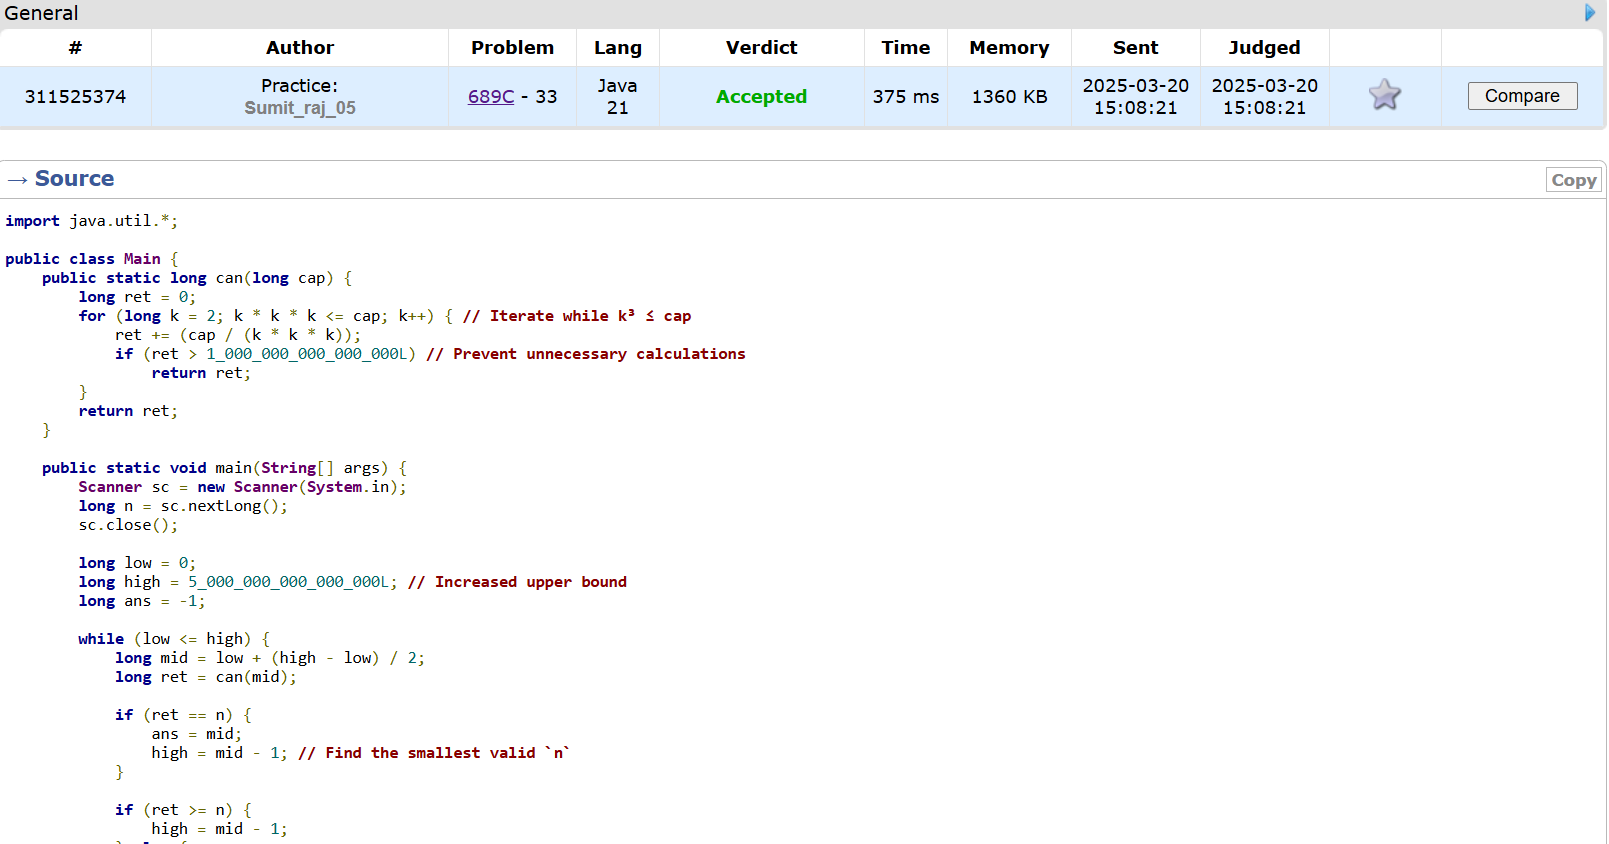 General
# Author Problem Lang Verdict Time Memory Sent Judged
311525374 Practice: Sumit_raj_05 689C - 33 Java 21 Accepted 375 ms 1360 KB 2025-03-20 15:08:21 2025-03-20 15:08:21 Compare
→ Source Copy
import java.util.*;
public class Main {
    public static long can(long cap) {
        long ret = 0;
        for (long k = 2; k * k * k <= cap; k++) { // Iterate while k³ ≤ cap
            ret += (cap / (k * k * k));
            if (ret > 1_000_000_000_000_000L) // Prevent unnecessary calculations
                return ret;
        }
        return ret;
    }
    public static void main(String[] args) {
        Scanner sc = new Scanner(System.in);
        long n = sc.nextLong();
        sc.close();
        long low = 0;
        long high = 5_000_000_000_000_000L; // Increased upper bound
        long ans = -1;
        while (low <= high) {
            long mid = low + (high - low) / 2;
            long ret = can(mid);
            if (ret == n) {
                ans = mid;
                high = mid - 1; // Find the smallest valid `n`
            }
            if (ret >= n) {
                high = mid - 1;